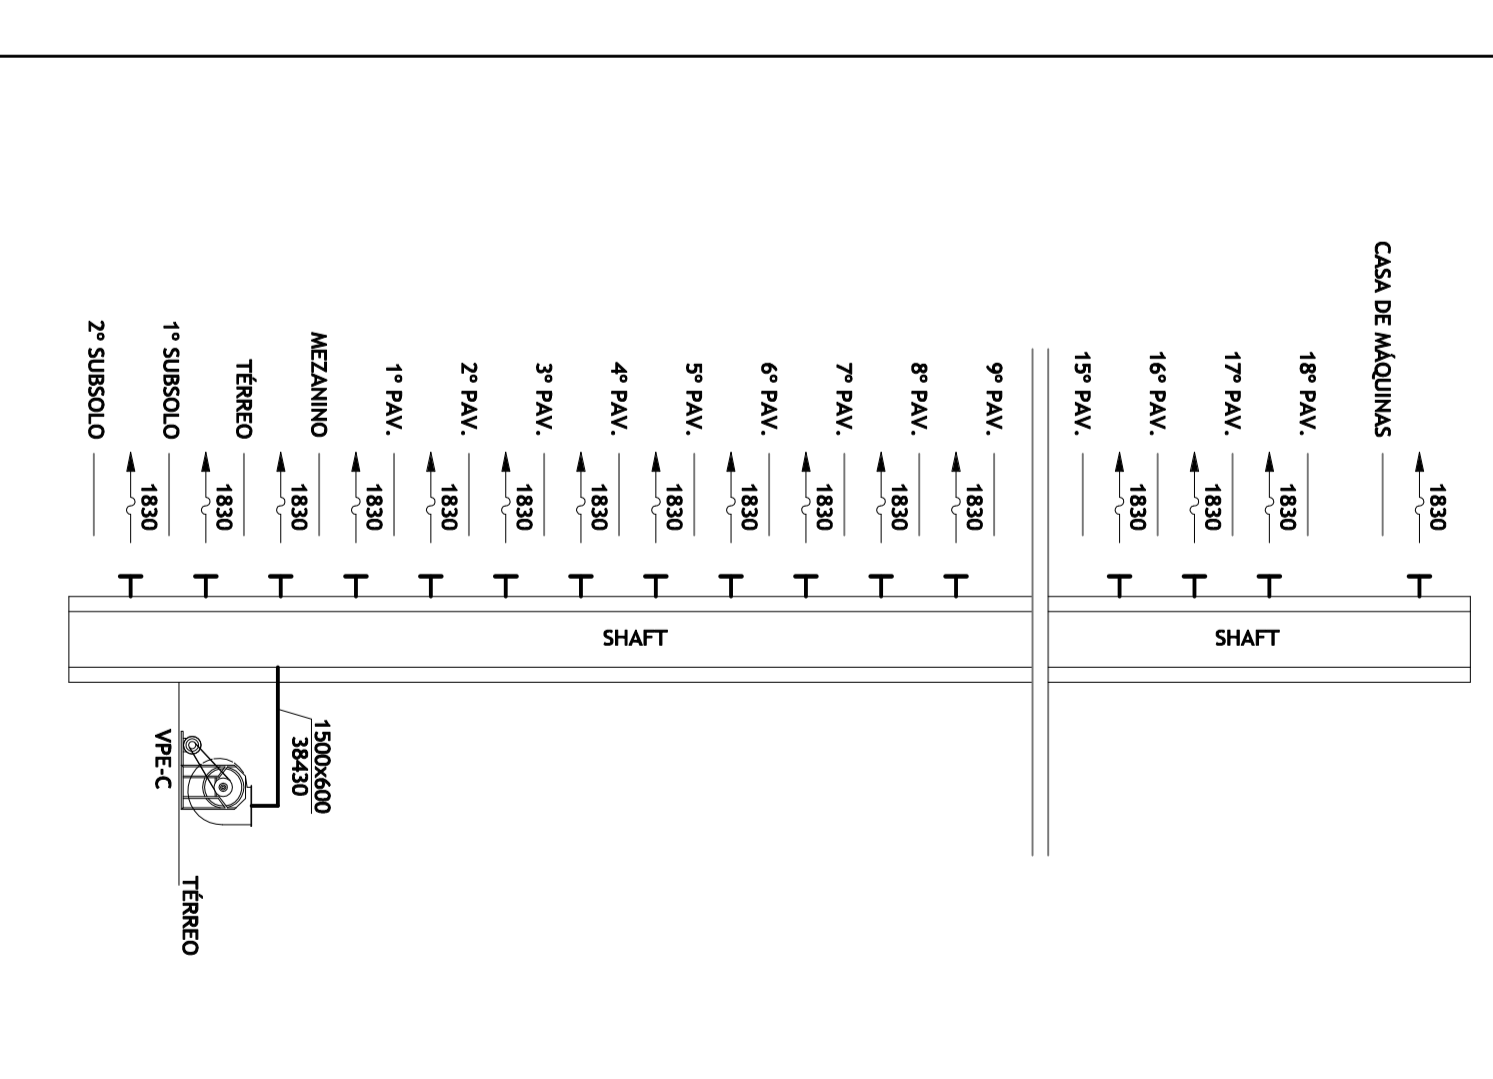 CASA DE MÁQUINAS
1830
18º PAV.
1830
17º PAV.
1830
16º PAV.
1830
15º PAV.
9º PAV.
1830
8º PAV.
1830
7º PAV.
1830
6º PAV.
1830
5º PAV.
1830
4º PAV.
1830
3º PAV.
1830
2º PAV.
1830
1º PAV.
1830
MEZANINO
1830
TÉRREO
1830
1º SUBSOLO
1830
2º SUBSOLO
SHAFT
SHAFT
1500x600
38430
VPE-C
TÉRREO